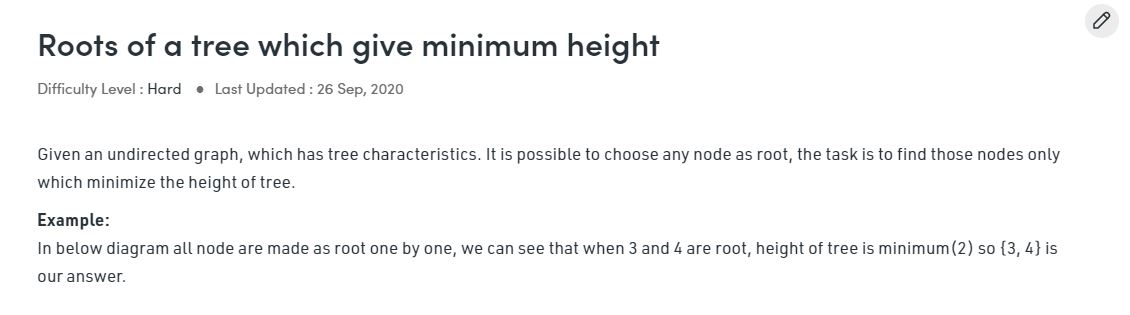 Roots of a tree which give minimum height
Difficulty Level : Hard ● Last Updated : 26 Sep, 2020
Given an undirected graph, which has tree characteristics. It is possible to choose any node as root, the task is to find those nodes only
which minimize the height of tree.
Example:
In below diagram all node are made as root one by one, we can see that when 3 and 4 are root, height of tree is minimum(2) so {3, 4} is
our answer.